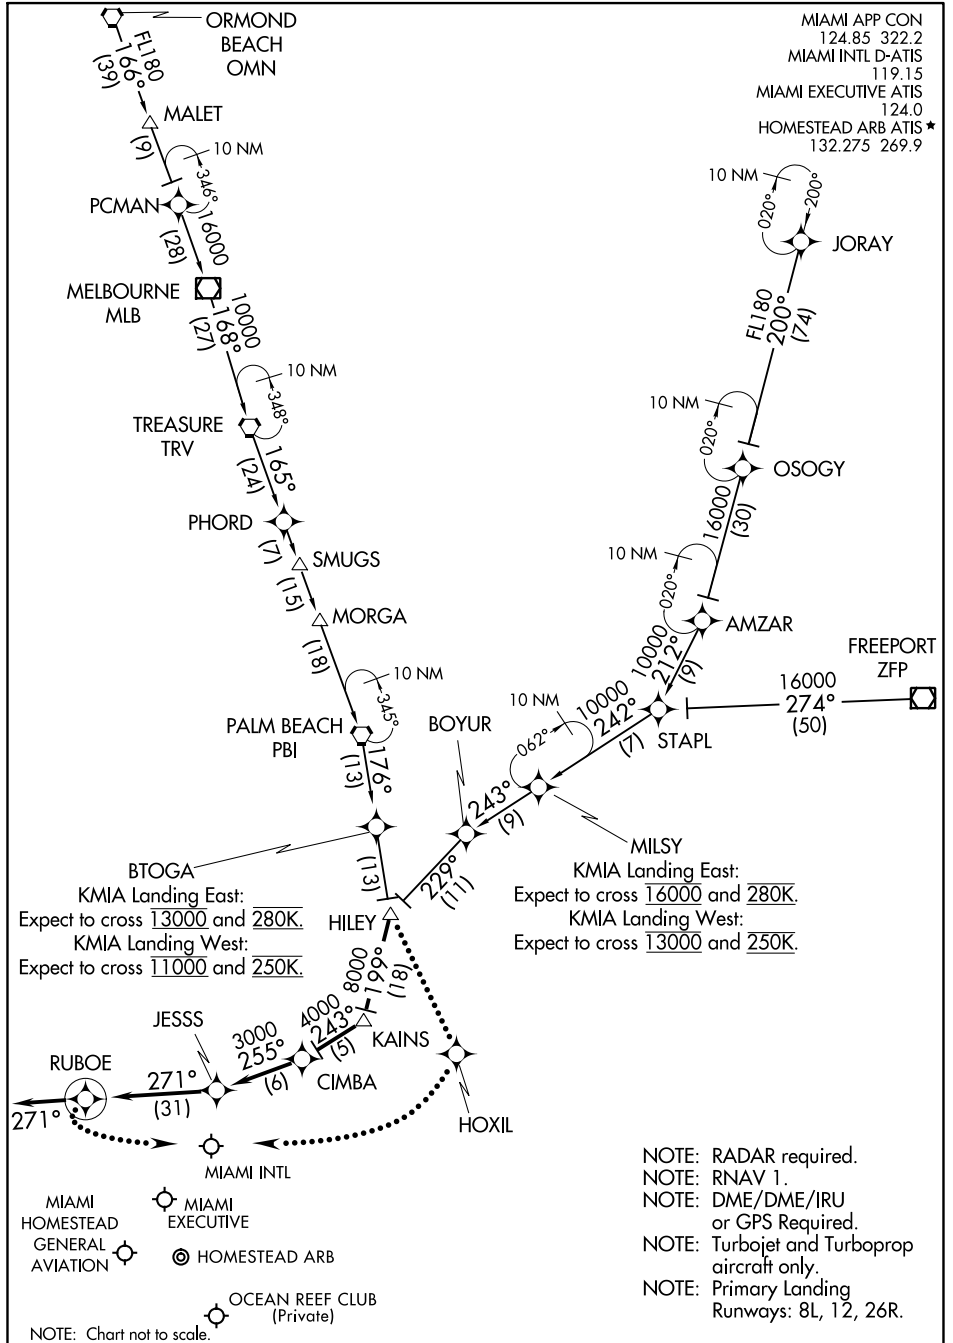 ORMOND
BEACH
OMN
MIAMI APP CON
124.85 322.2
MIAMI INTL D-ATIS
119.15
MIAMI EXECUTIVE ATIS
124.0
HOMESTEAD ARB ATIS ★
132.275 269.9
FL180
166°
(39)
MALET
(9)
10 NM
346°
PCMAN
16000
(28)
MELBOURNE
MLB
10000
168°
(27)
10 NM
348°
TREASURE
TRV
165°
(24)
PHORD
(7)
SMUGS
(15)
MORGA
(18)
10 NM
345°
PALM BEACH
PBI
176°
(13)
10 NM
020°
200°
JORAY
FL180
200°
(74)
10 NM
020°
OSOGY
16000
(30)
10 NM
020°
AMZAR
10000
212°
(9)
FREEPORT
ZFP
16000
274°
(50)
STAPL
10000
242°
(7)
10 NM
062°
BOYUR
243°
(9)
MILSY
KMIA Landing East:
Expect to cross 16000 and 280K.
KMIA Landing West:
Expect to cross 13000 and 250K.
229°
(11)
BTOGA
KMIA Landing East:
Expect to cross 13000 and 280K.
KMIA Landing West:
Expect to cross 11000 and 250K.
(13)
HILEY
8000
199°
(18)
KAINS
4000
243°
(5)
CIMBA
3000
255°
(6)
JESSS
271°
(31)
RUBOE
271°
HOXIL
MIAMI INTL
MIAMI
EXECUTIVE
MIAMI
HOMESTEAD
GENERAL
AVIATION
HOMESTEAD ARB
OCEAN REEF CLUB
(Private)
NOTE: RADAR required.
NOTE: RNAV 1.
NOTE: DME/DME/IRU
or GPS Required.
NOTE: Turbojet and Turboprop
aircraft only.
NOTE: Primary Landing
Runways: 8L, 12, 26R.
NOTE: Chart not to scale.